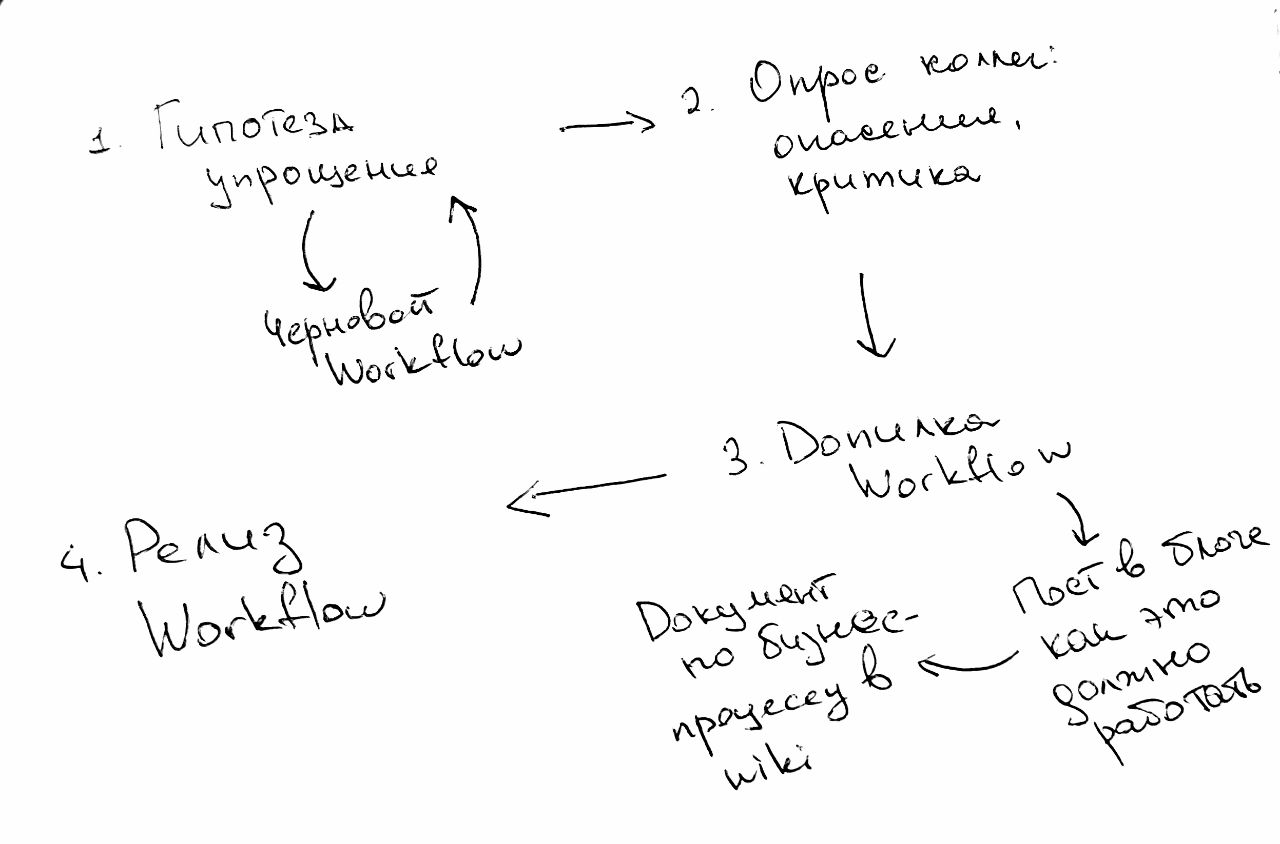 1. Гипотеза
упрощения
Черновой
Workflow
2. Опрос коллег:
опасения,
критика
3. Допилка
Workflow
Пост в блоге
как это
должно
работать
Документ
по бизнес-
процессу в
wiki
4. Релиз
Workflow